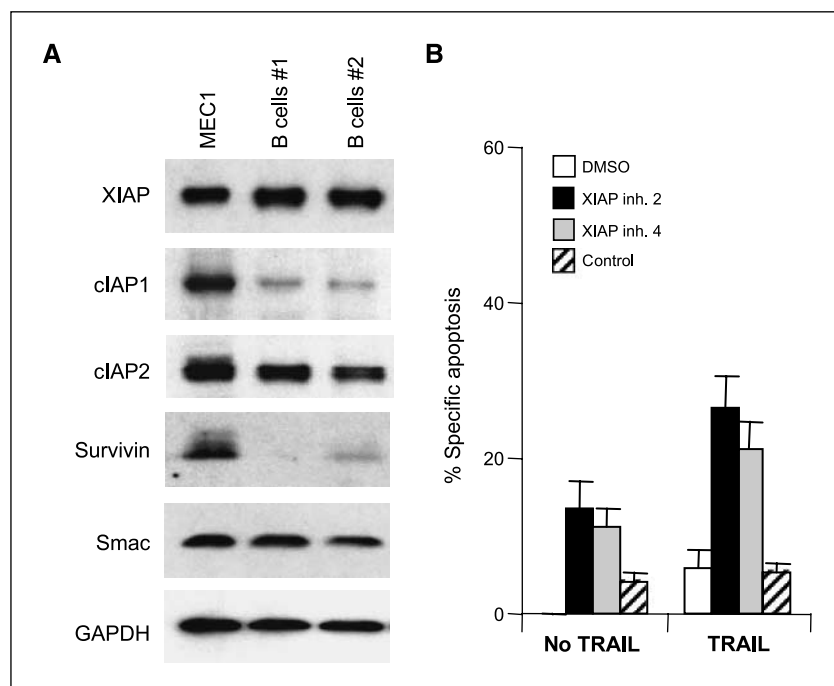 A
MEC1
B cells #1
B cells #2
XIAP
cIAP1
cIAP2
Survivin
Smac
GAPDH
B
% Specific apoptosis
60
40
20
0
DMSO
XIAP inh. 2
XIAP inh. 4
Control
No TRAIL
TRAIL